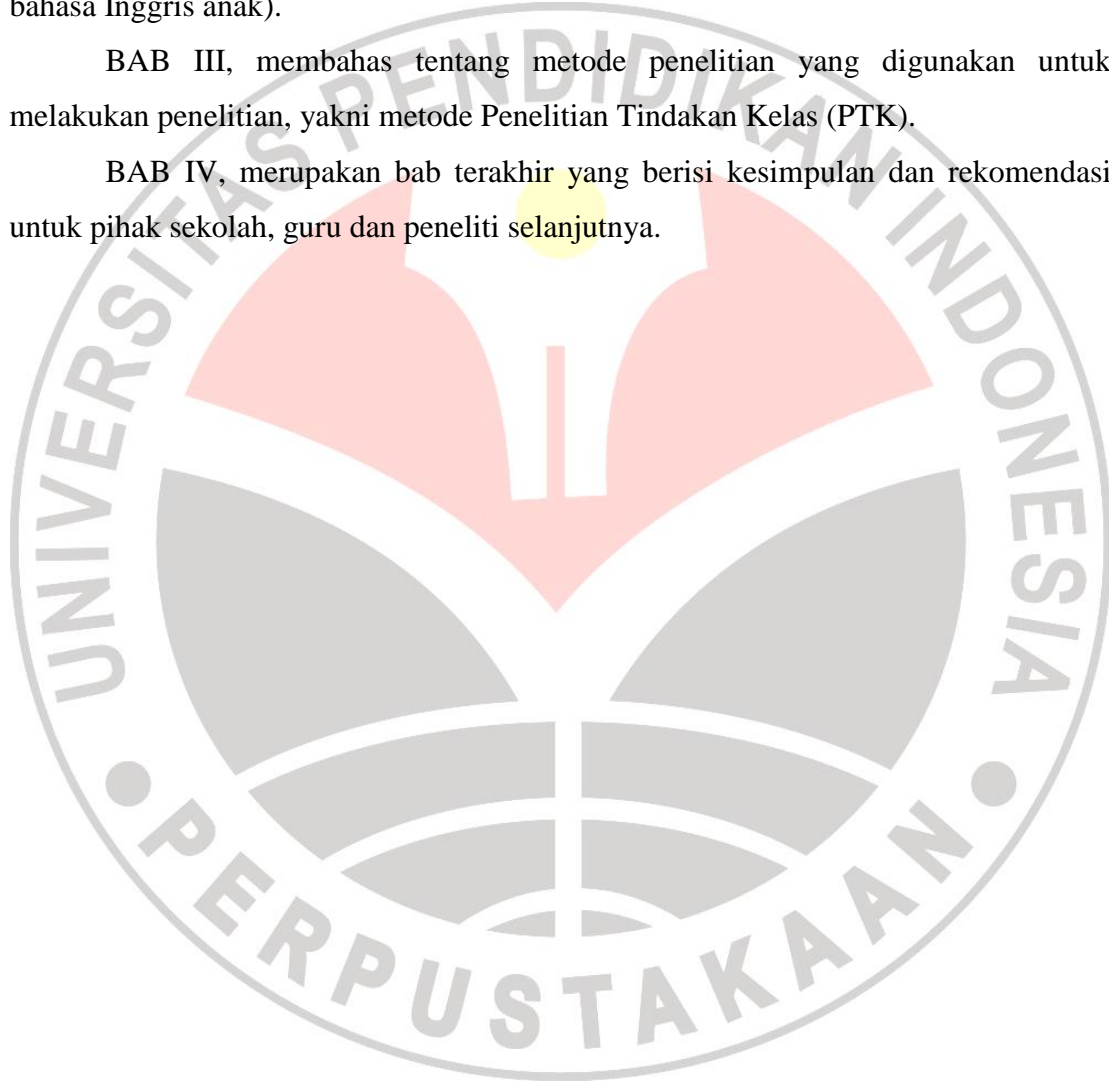 bahasa Inggris anak).
BAB III, membahas tentang metode penelitian yang digunakan untuk
melakukan penelitian, yakni metode Penelitian Tindakan Kelas (PTK).
BAB IV, merupakan bab terakhir yang berisi kesimpulan dan rekomendasi
untuk pihak sekolah, guru dan peneliti selanjutnya.
UNIVERSITAS PENDIDIKAN INDONESIA
PERPUSTAKAAN